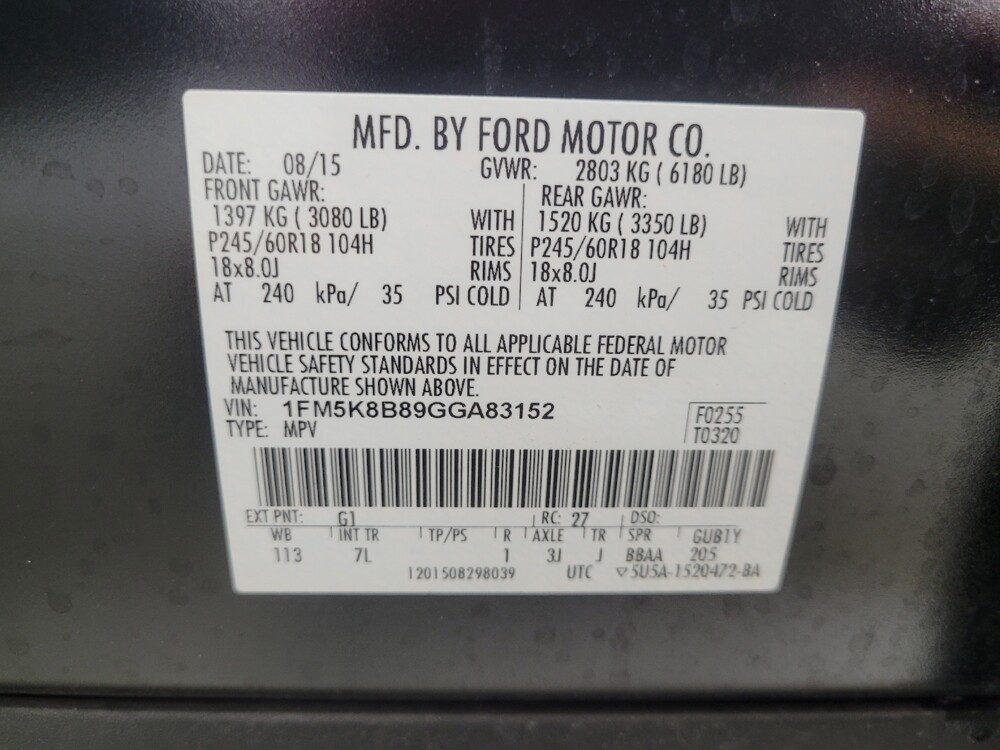 MFD. BY FORD MOTOR CO.
DATE: 08/15 GVWR: 2803 KG ( 6180 LB)
FRONT GAWR: REAR GAWR:
1397 KG ( 3080 LB) WITH 1520 KG ( 3350 LB) WITH
P245/60R18 104H TIRES P245/60R18 104H TIRES
18x8.0J RIMS 18x8.0J RIMS
AT 240 kPa/ 35 PSI COLD AT 240 kPa/ 35 PSI COLD
THIS VEHICLE CONFORMS TO ALL APPLICABLE FEDERAL MOTOR
VEHICLE SAFETY STANDARDS IN EFFECT ON THE DATE OF
MANUFACTURE SHOWN ABOVE.
VIN: 1FM5K8B89GGA83152 F0255
TYPE: MPV T0320
EXT PNT: G1 RC: 27 DSO:
WB INT TR TP/PS R AXLE TR SPR GUB1Y
113 7L 1 3J J BBAA 205
1201508298039 UTC ▽5U5A-1520472-BA